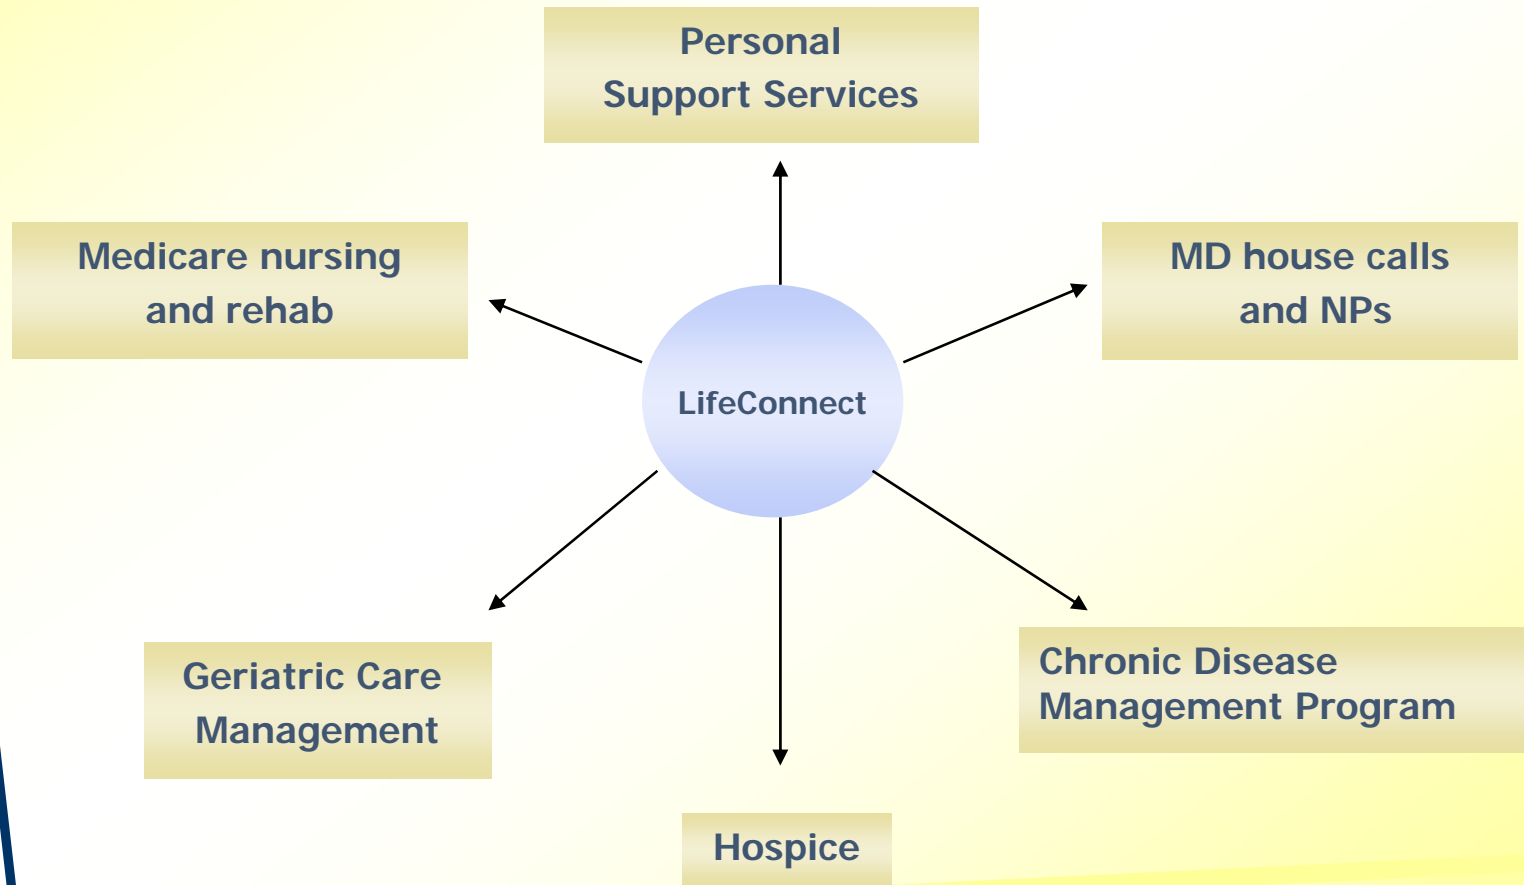 Personal
Support Services
Medicare nursing
and rehab
MD house calls
and NPs
LifeConnect
Geriatric Care
Management
Chronic Disease
Management Program
Hospice